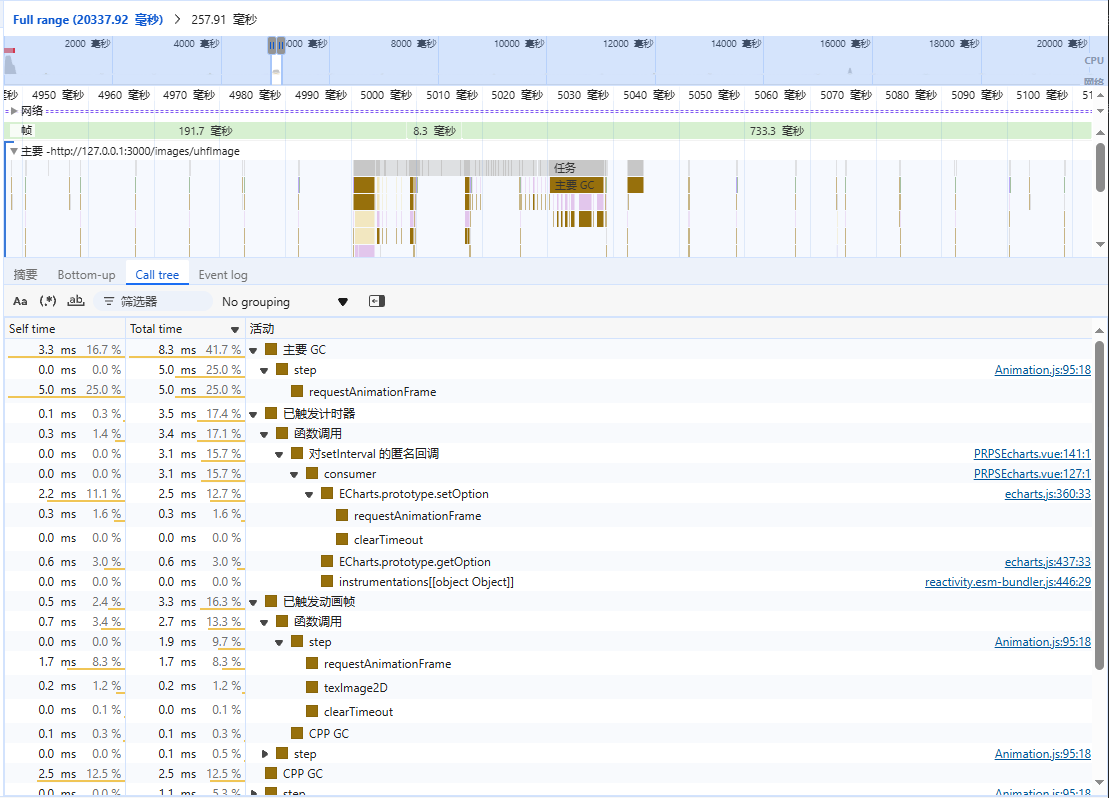 Full range (20337.92 毫秒) > 257.91 毫秒
2000 毫秒 4000 毫秒 6000 毫秒 8000 毫秒 10000 毫秒 12000 毫秒 14000 毫秒 16000 毫秒 18000 毫秒 20000 毫秒
CPU
网络
毫秒 4950 毫秒 4960 毫秒 4970 毫秒 4980 毫秒 4990 毫秒 5000 毫秒 5010 毫秒 5020 毫秒 5030 毫秒 5040 毫秒 5050 毫秒 5060 毫秒 5070 毫秒 5080 毫秒 5090 毫秒 5100 毫秒 51
网络
帧 191.7 毫秒 8.3 毫秒 733.3 毫秒
主要 -http://127.0.0.1:3000/images/uhfImage
任务
主要 GC
摘要 Bottom-up Call tree Event log
Aa (.*) ab 筛选器 No grouping
Self time Total time 活动
3.3 ms 16.7 % 8.3 ms 41.7 % 主要 GC
0.0 ms 0.0 % 5.0 ms 25.0 % step Animation.js:95:18
5.0 ms 25.0 % 5.0 ms 25.0 % requestAnimationFrame
0.1 ms 0.3 % 3.5 ms 17.4 % 已触发计时器
0.3 ms 1.4 % 3.4 ms 17.1 % 函数调用
0.0 ms 0.0 % 3.1 ms 15.7 % 对setInterval 的匿名回调 PRPSEcharts.vue:141:1
0.0 ms 0.0 % 3.1 ms 15.7 % consumer PRPSEcharts.vue:127:1
2.2 ms 11.1 % 2.5 ms 12.7 % ECharts.prototype.setOption echarts.js:360:33
0.3 ms 1.6 % 0.3 ms 1.6 % requestAnimationFrame
0.0 ms 0.0 % 0.0 ms 0.0 % clearTimeout
0.6 ms 3.0 % 0.6 ms 3.0 % ECharts.prototype.getOption echarts.js:437:33
0.0 ms 0.0 % 0.0 ms 0.0 % instrumentations[[object Object]] reactivity.esm-bundler.js:446:29
0.5 ms 2.4 % 3.3 ms 16.3 % 已触发动画帧
0.7 ms 3.4 % 2.7 ms 13.3 % 函数调用
0.0 ms 0.0 % 1.9 ms 9.7 % step Animation.js:95:18
1.7 ms 8.3 % 1.7 ms 8.3 % requestAnimationFrame
0.2 ms 1.2 % 0.2 ms 1.2 % texImage2D
0.0 ms 0.1 % 0.0 ms 0.1 % clearTimeout
0.1 ms 0.3 % 0.1 ms 0.3 % CPP GC
0.0 ms 0.0 % 0.1 ms 0.5 % step Animation.js:95:18
2.5 ms 12.5 % 2.5 ms 12.5 % CPP GC
0.0 ms 0.0 % 1.1 ms 5.3 % step Animation.js:95:18